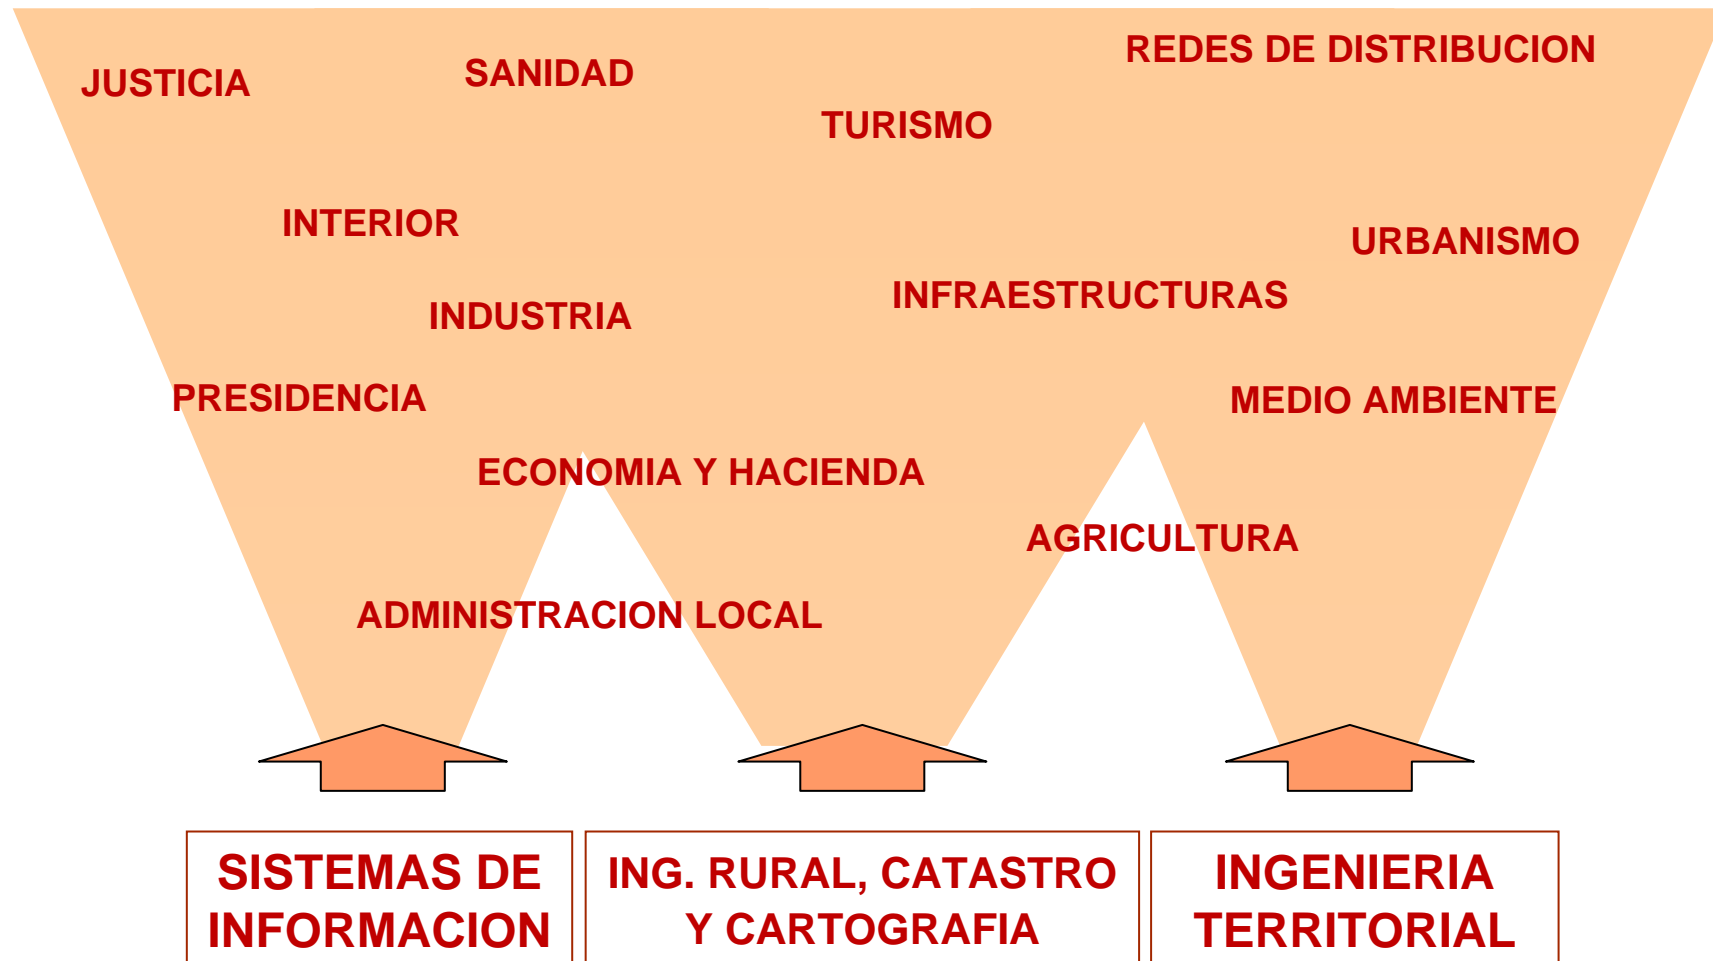 REDES DE DISTRIBUCION
JUSTICIA
SANIDAD
TURISMO
INTERIOR
URBANISMO
INFRAESTRUCTURAS
INDUSTRIA
PRESIDENCIA
MEDIO AMBIENTE
ECONOMIA Y HACIENDA
AGRICULTURA
ADMINISTRACION LOCAL
SISTEMAS DE
INFORMACION
ING. RURAL, CATASTRO
Y CARTOGRAFIA
INGENIERIA
TERRITORIAL